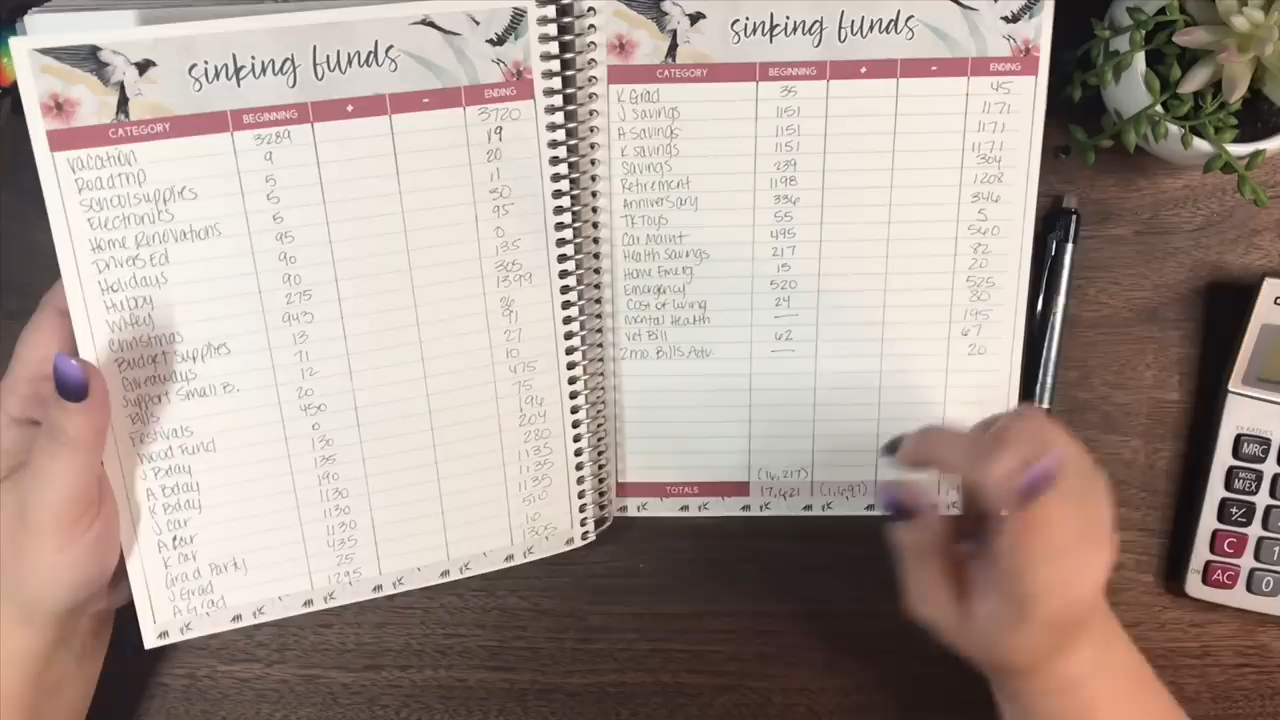 sinking funds
CATEGORY BEGINNING + - ENDING
Vacation 3289 3720
Roadtrip 9 19
School supplies 5 20
Electronics 5 11
Home Renovations 5 30
Drivers Ed 95 95
Holidays 90 0
Hubby 90 135
Wifey 275 305
Christmas 943 1399
Budget supplies 13 26
Giveaways 71 91
Support Small B. 12 27
Bills 20 10
Festivals 450 475
Wood Fund 0 75
J Bday 130 196
A Bday 135 204
K Bday 190 280
J Car 1130 1135
A Car 1130 1135
K Car 1130 1135
Grad Party 435 510
J Grad 25 10
A Grad 1295 1305
sinking funds
CATEGORY BEGINNING + - ENDING
K Grad 35 45
J savings 1151 1171
A savings 1151 1171
K savings 1151 1171
Savings 239 304
Retirement 1198 1208
Anniversary 336 346
TK Toys 55 5
Car Maint 495 560
Health Savings 217 82
Home Emerg 15 20
Emergency 520 525
Cost of living 24 80
Mental Health — 195
Vet Bill 62 67
2mo. Bills Adv. — 20
(16,217)
TOTALS 17,421 (1,697)
MRC
MODE
M/EX
+/-
C
ON AC
0